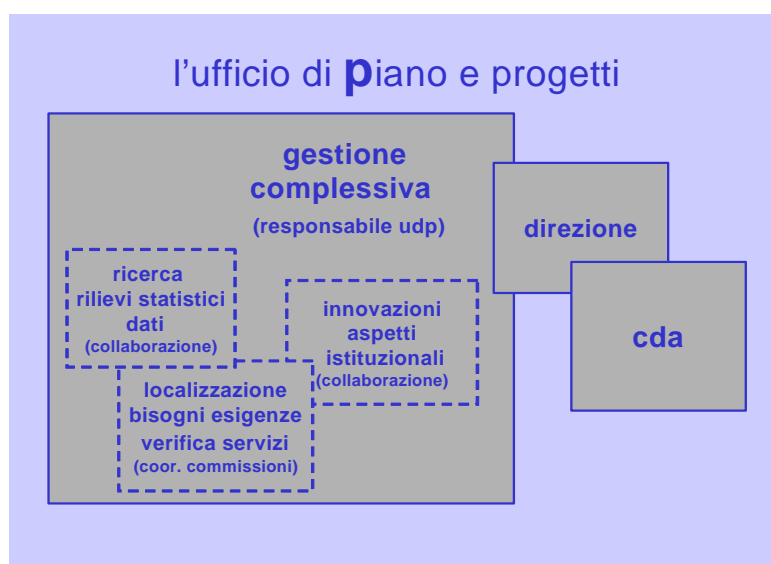 l'ufficio di piano e progetti
gestione
complessiva
(responsabile udp)
direzione
cda
ricerca
rilievi statistici
dati
(collaborazione)
innovazioni
aspetti
istituzionali
(collaborazione)
localizzazione
bisogni esigenze
verifica servizi
(coor. commissioni)